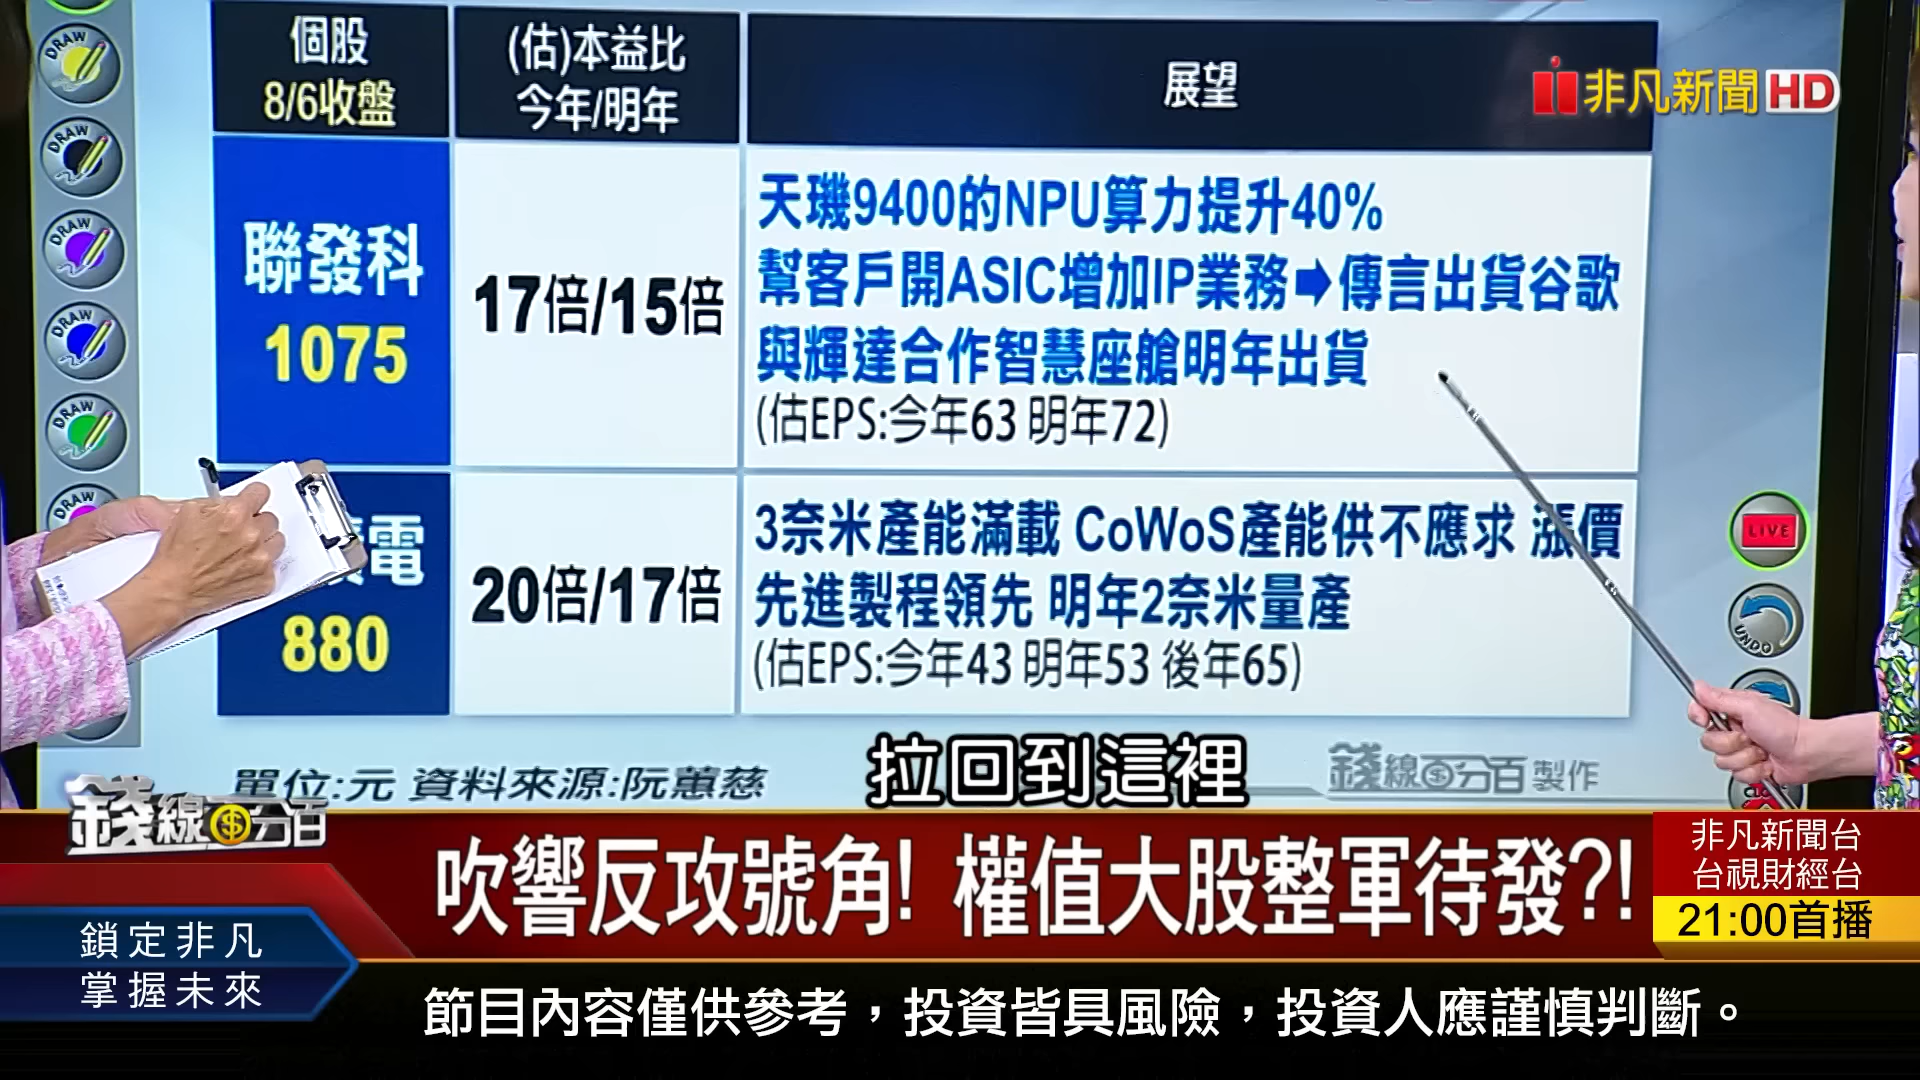 個股
8/6收盤
(估)本益比
今年/明年
展望
非凡新聞HD
聯發科
1075
17倍/15倍
天璣9400的NPU算力提升40%
幫客戶開ASIC增加IP業務➡傳言出貨谷歌
與輝達合作智慧座艙明年出貨
(估EPS:今年63 明年72)
電
880
20倍/17倍
3奈米產能滿載 CoWoS產能供不應求 漲價
先進製程領先 明年2奈米量產
(估EPS:今年43 明年53 後年65)
DRAW
DRAW
DRAW
DRAW
DRAW
DRAW
LIVE
UNDO
單位:元 資料來源:阮蕙慈
拉回到這裡
錢線百分百製作
錢線百分百
吹響反攻號角! 權值大股整軍待發?!
非凡新聞台
台視財經台
21:00首播
鎖定非凡
掌握未來
節目內容僅供參考，投資皆具風險，投資人應謹慎判斷。